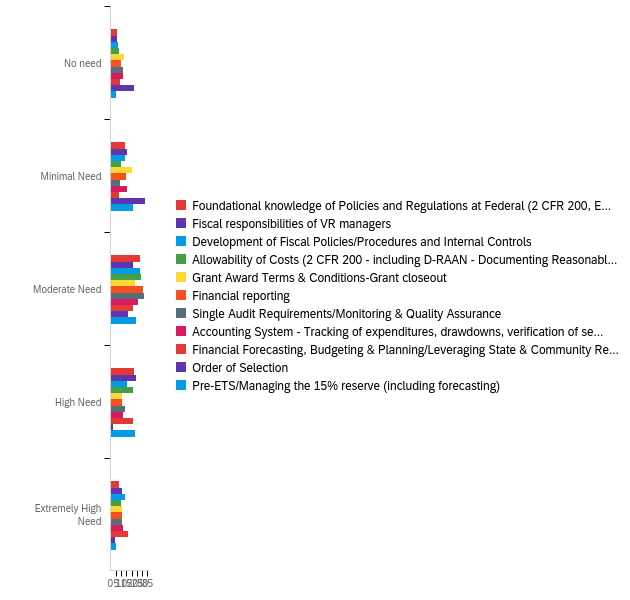 No need
Minimal Need
Moderate Need
High Need
Extremely High
Need
Foundational knowledge of Policies and Regulations at Federal (2 CFR 200, E...
Fiscal responsibilities of VR managers
Development of Fiscal Policies/Procedures and Internal Controls
Allowability of Costs (2 CFR 200 - including D-RAAN - Documenting Reasonabl...
Grant Award Terms & Conditions-Grant closeout
Financial reporting
Single Audit Requirements/Monitoring & Quality Assurance
Accounting System - Tracking of expenditures, drawdowns, verification of se...
Financial Forecasting, Budgeting & Planning/Leveraging State & Community Re...
Order of Selection
Pre-ETS/Managing the 15% reserve (including forecasting)